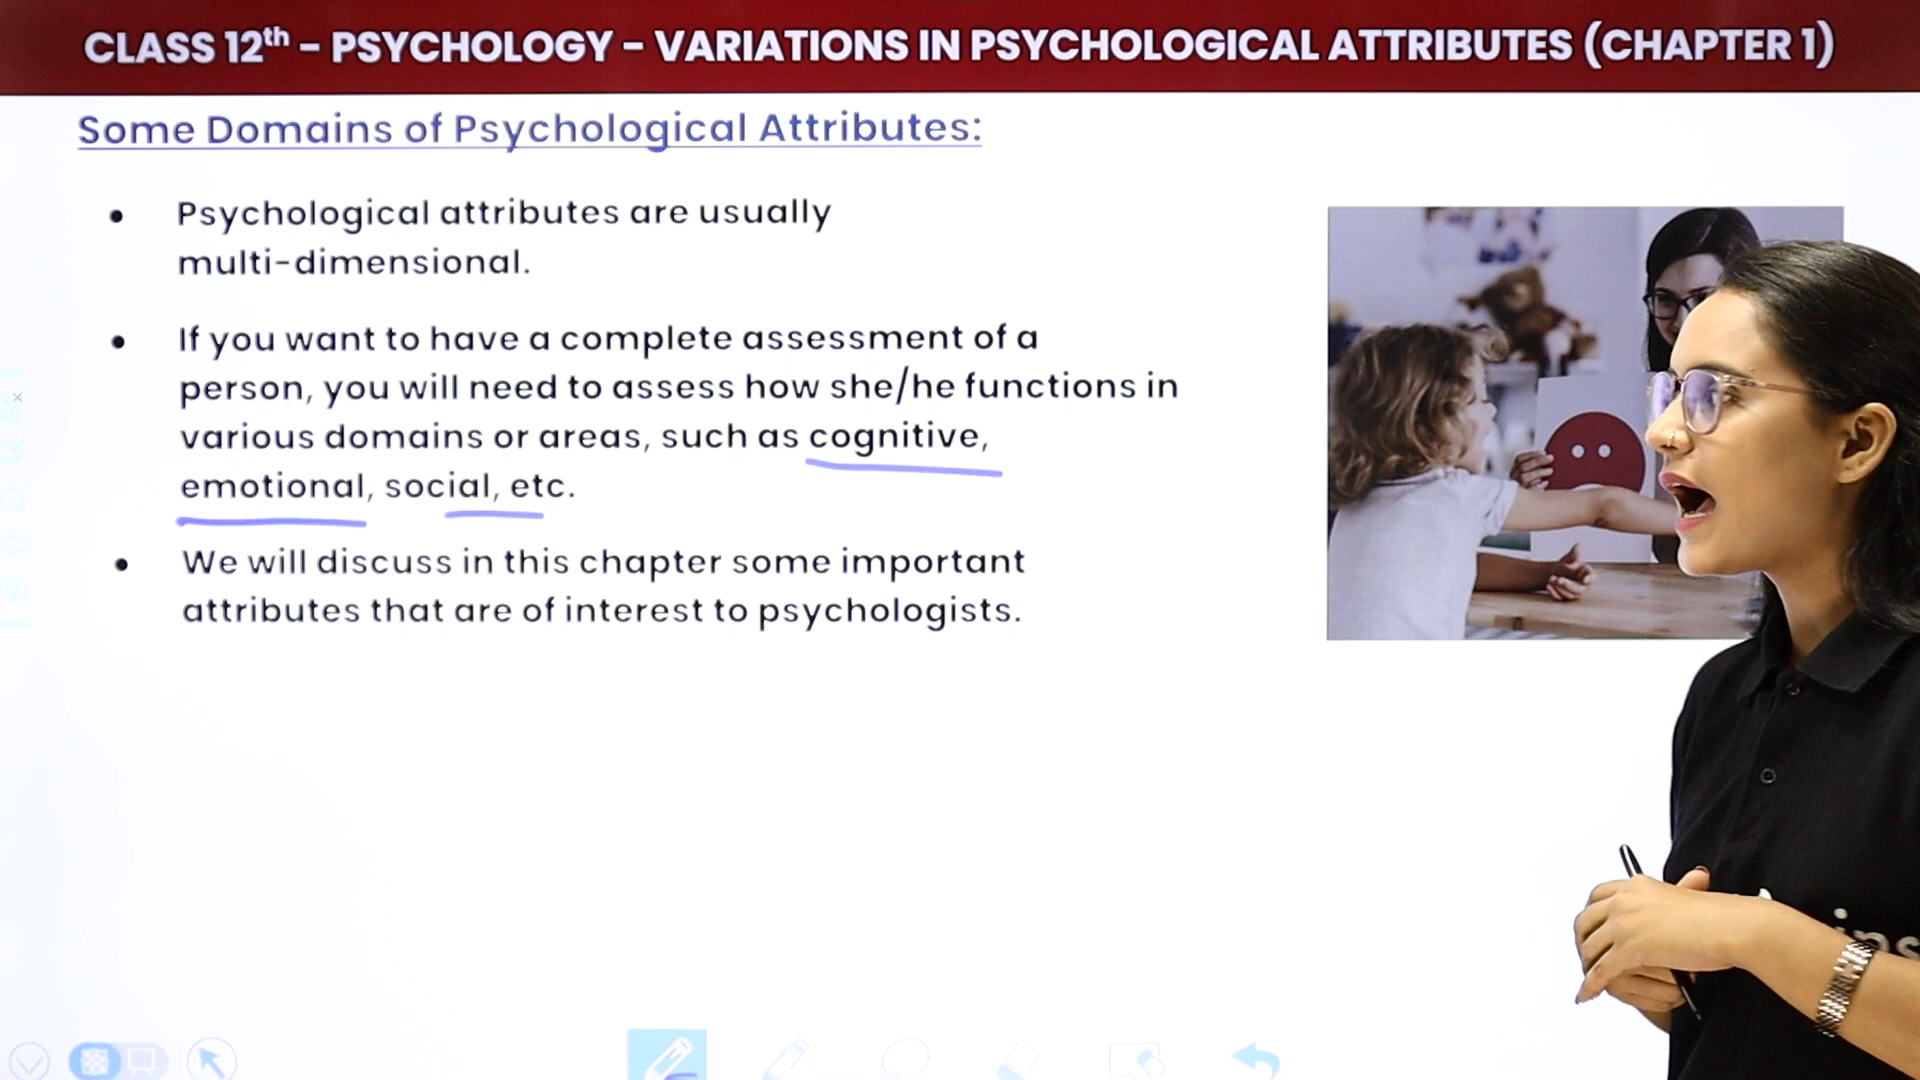 CLASS 12th – PSYCHOLOGY – VARIATIONS IN PSYCHOLOGICAL ATTRIBUTES (CHAPTER 1)
Some Domains of Psychological Attributes:
• Psychological attributes are usually
multi-dimensional.
• If you want to have a complete assessment of a
person, you will need to assess how she/he functions in
various domains or areas, such as cognitive,
emotional, social, etc.
• We will discuss in this chapter some important
attributes that are of interest to psychologists.